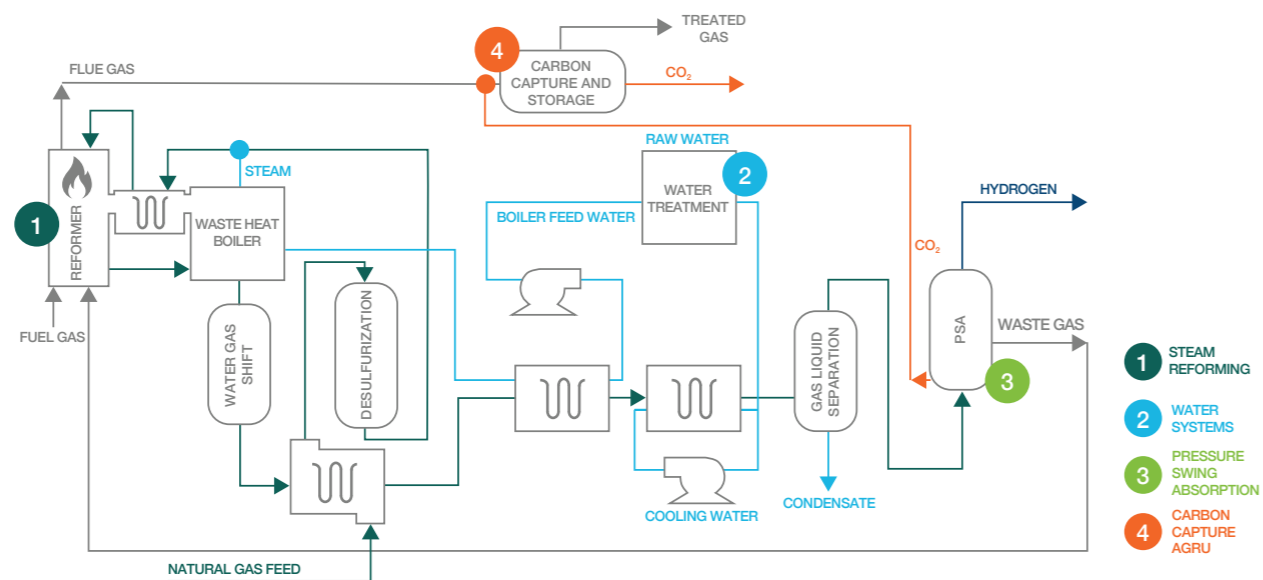 TREATED
GAS
4
CARBON
CAPTURE AND
STORAGE
CO₂
FLUE GAS
RAW WATER
STEAM
2
WATER
TREATMENT
HYDROGEN
1
REFORMER
WASTE HEAT
BOILER
BOILER FEED WATER
CO₂
FUEL GAS
WATER GAS
SHIFT
DESULFURIZATION
GAS LIQUID
SEPARATION
PSA
WASTE GAS
3
CONDENSATE
COOLING WATER
NATURAL GAS FEED
1
STEAM
REFORMING
2
WATER
SYSTEMS
3
PRESSURE
SWING
ABSORPTION
4
CARBON
CAPTURE
AGRU